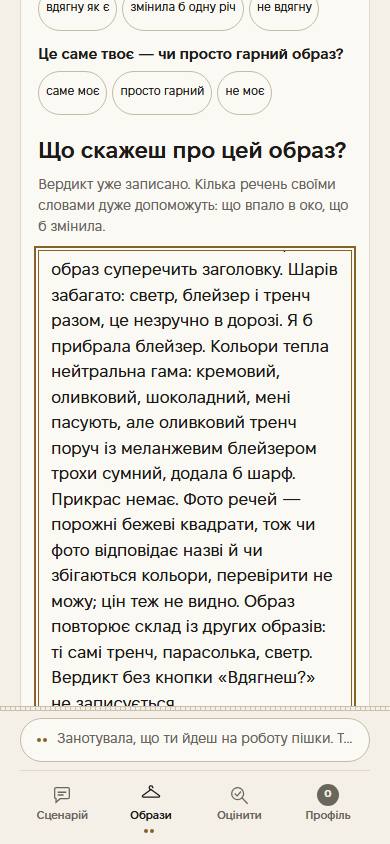 вдягну як є
змінила б одну річ
не вдягну
Це саме твоє — чи просто гарний образ?
саме моє
просто гарний
не моє
Що скажеш про цей образ?
Вердикт уже записано. Кілька речень своїми
словами дуже допоможуть: що впало в око, що
б змінила.
образ суперечить заголовку. Шарів
забагато: светр, блейзер і тренч
разом, це незручно в дорозі. Я б
прибрала блейзер. Кольори тепла
нейтральна гама: кремовий,
оливковий, шоколадний, мені
пасують, але оливковий тренч
поруч із меланжевим блейзером
трохи сумний, додала б шарф.
Прикрас немає. Фото речей —
порожні бежеві квадрати, тож чи
фото відповідає назві й чи
збігаються кольори, перевірити не
можу; цін теж не видно. Образ
повторює склад із других образів:
ті самі тренч, парасолька, светр.
Вердикт без кнопки «Вдягнеш?»
не записується
Занотувала, що ти йдеш на роботу пішки. Т...
Сценарій
Образи
Оцінити
0
Профіль